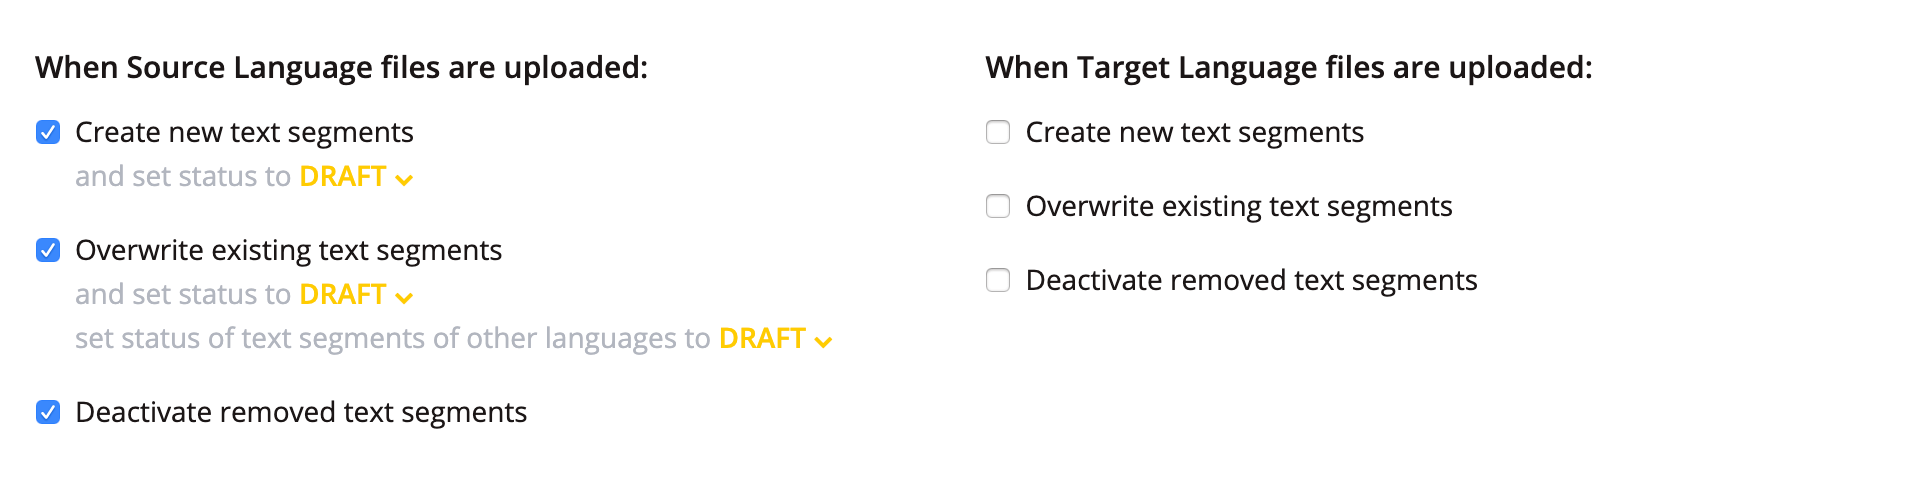 When Source Language files are uploaded:
Create new text segments
and set status to DRAFT
Overwrite existing text segments
and set status to DRAFT
set status of text segments of other languages to DRAFT
Deactivate removed text segments
When Target Language files are uploaded:
Create new text segments
Overwrite existing text segments
Deactivate removed text segments